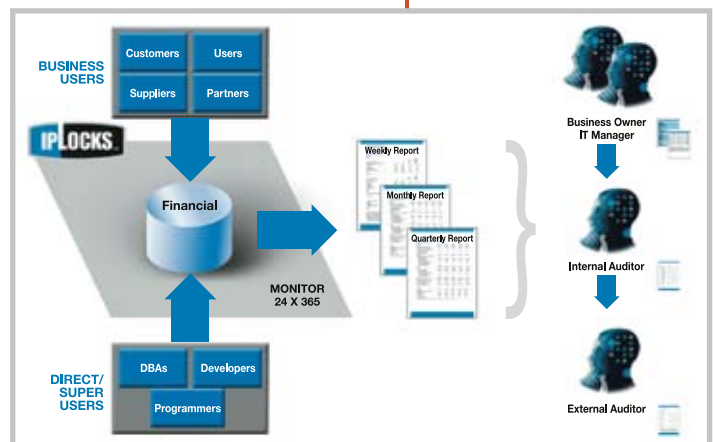 BUSINESS
USERS
Customers
Users
Suppliers
Partners
IPLOCKS
Financial
MONITOR
24 X 365
DIRECT/
SUPER
USERS
DBAs
Developers
Programmers
Weekly Report
Monthly Report
Quarterly Report
Business Owner
IT Manager
Internal Auditor
External Auditor